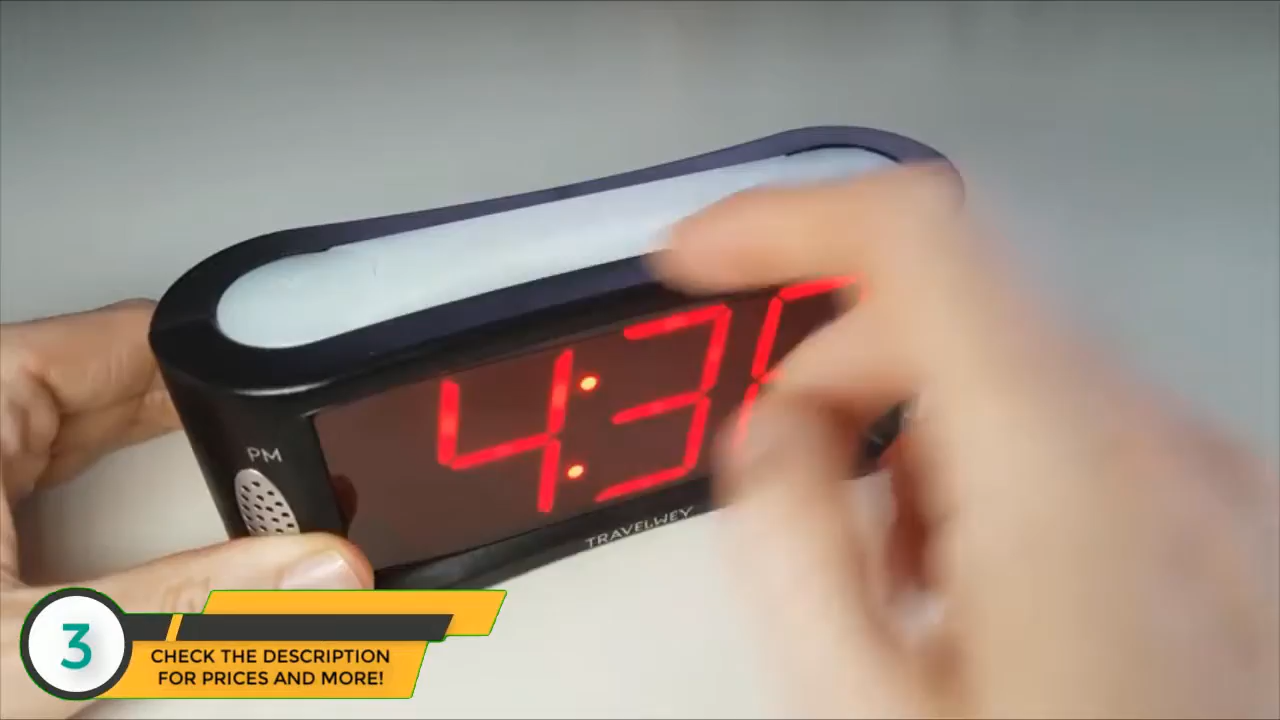 PM
4:3
TRAVELWEY
3
CHECK THE DESCRIPTION
FOR PRICES AND MORE!